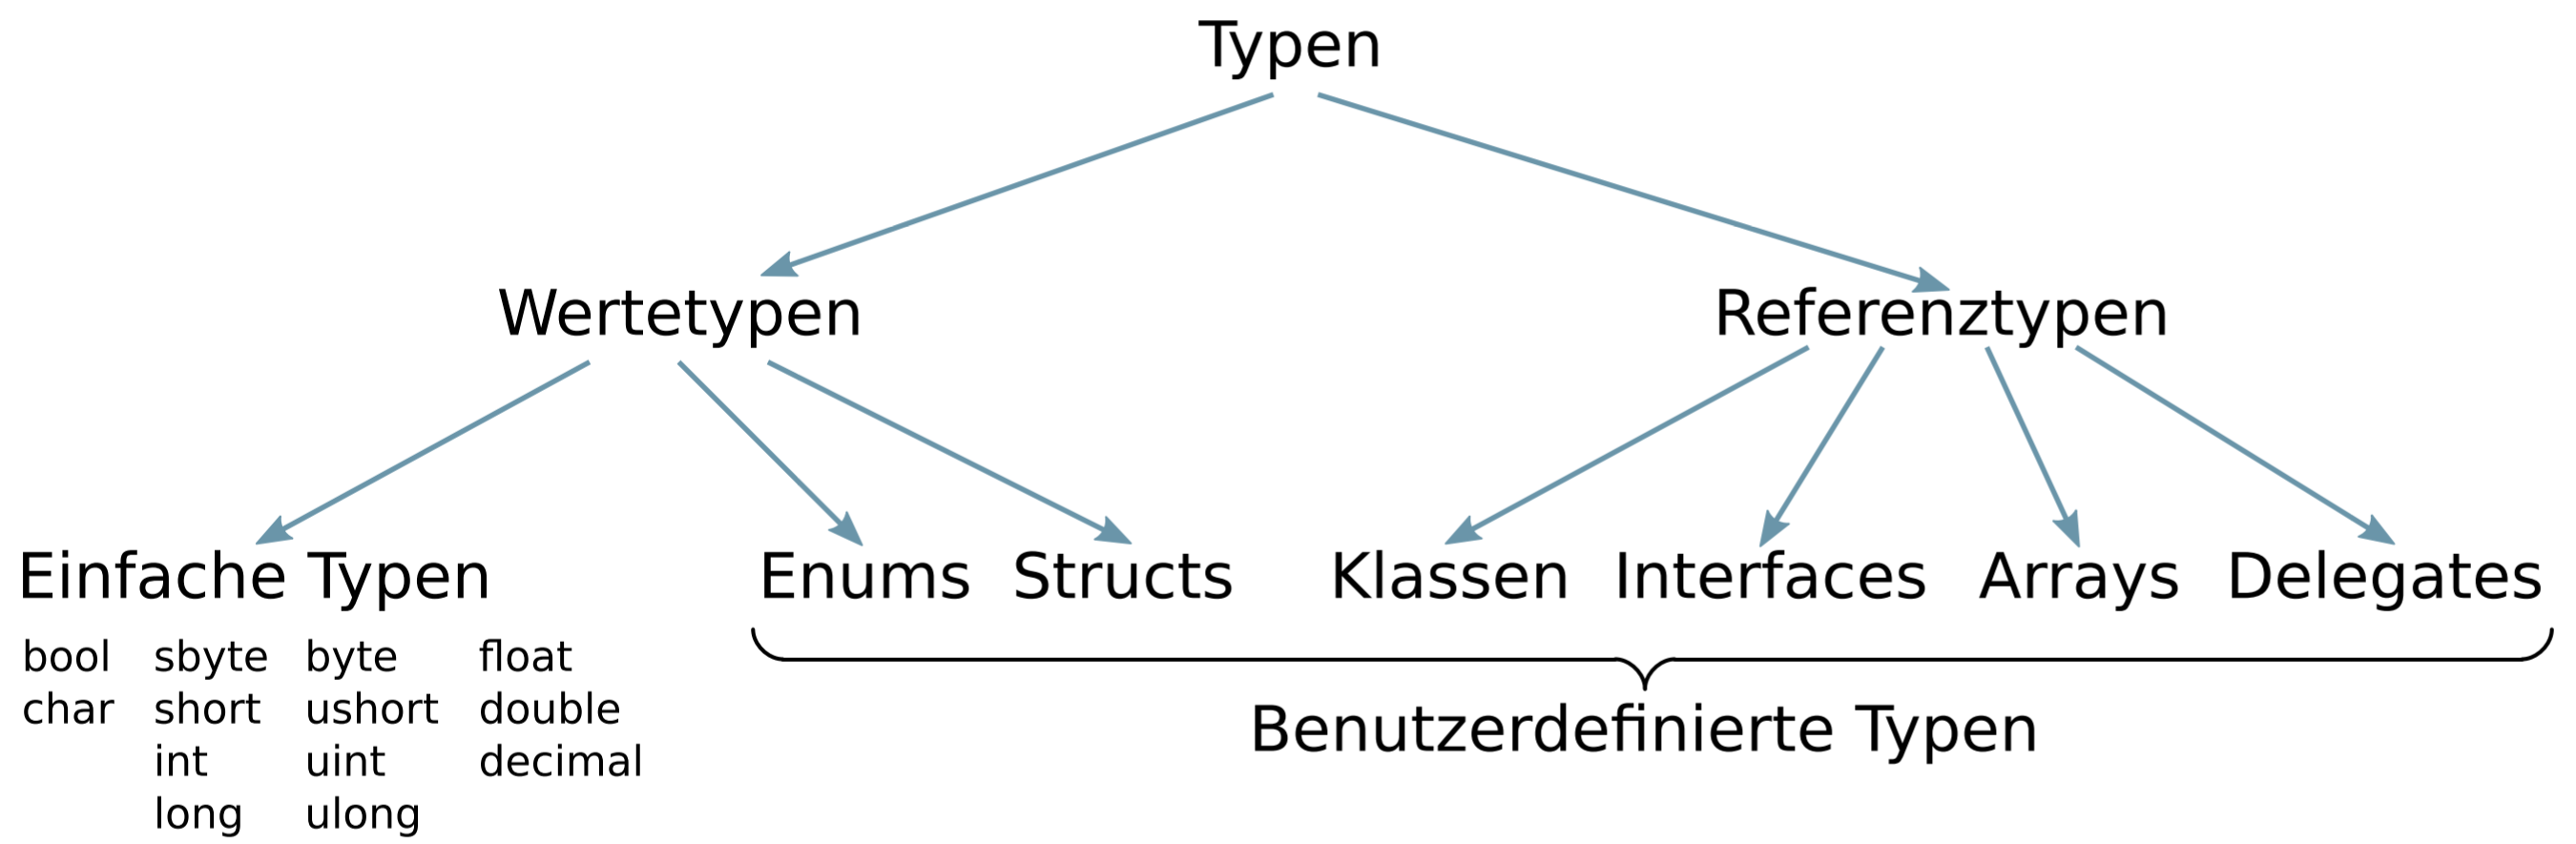 Typen
Wertetypen Referenztypen
Einfache Typen Enums Structs Klassen Interfaces Arrays Delegates
bool sbyte byte float
char short ushort double
int uint decimal
long ulong
Benutzerdefinierte Typen